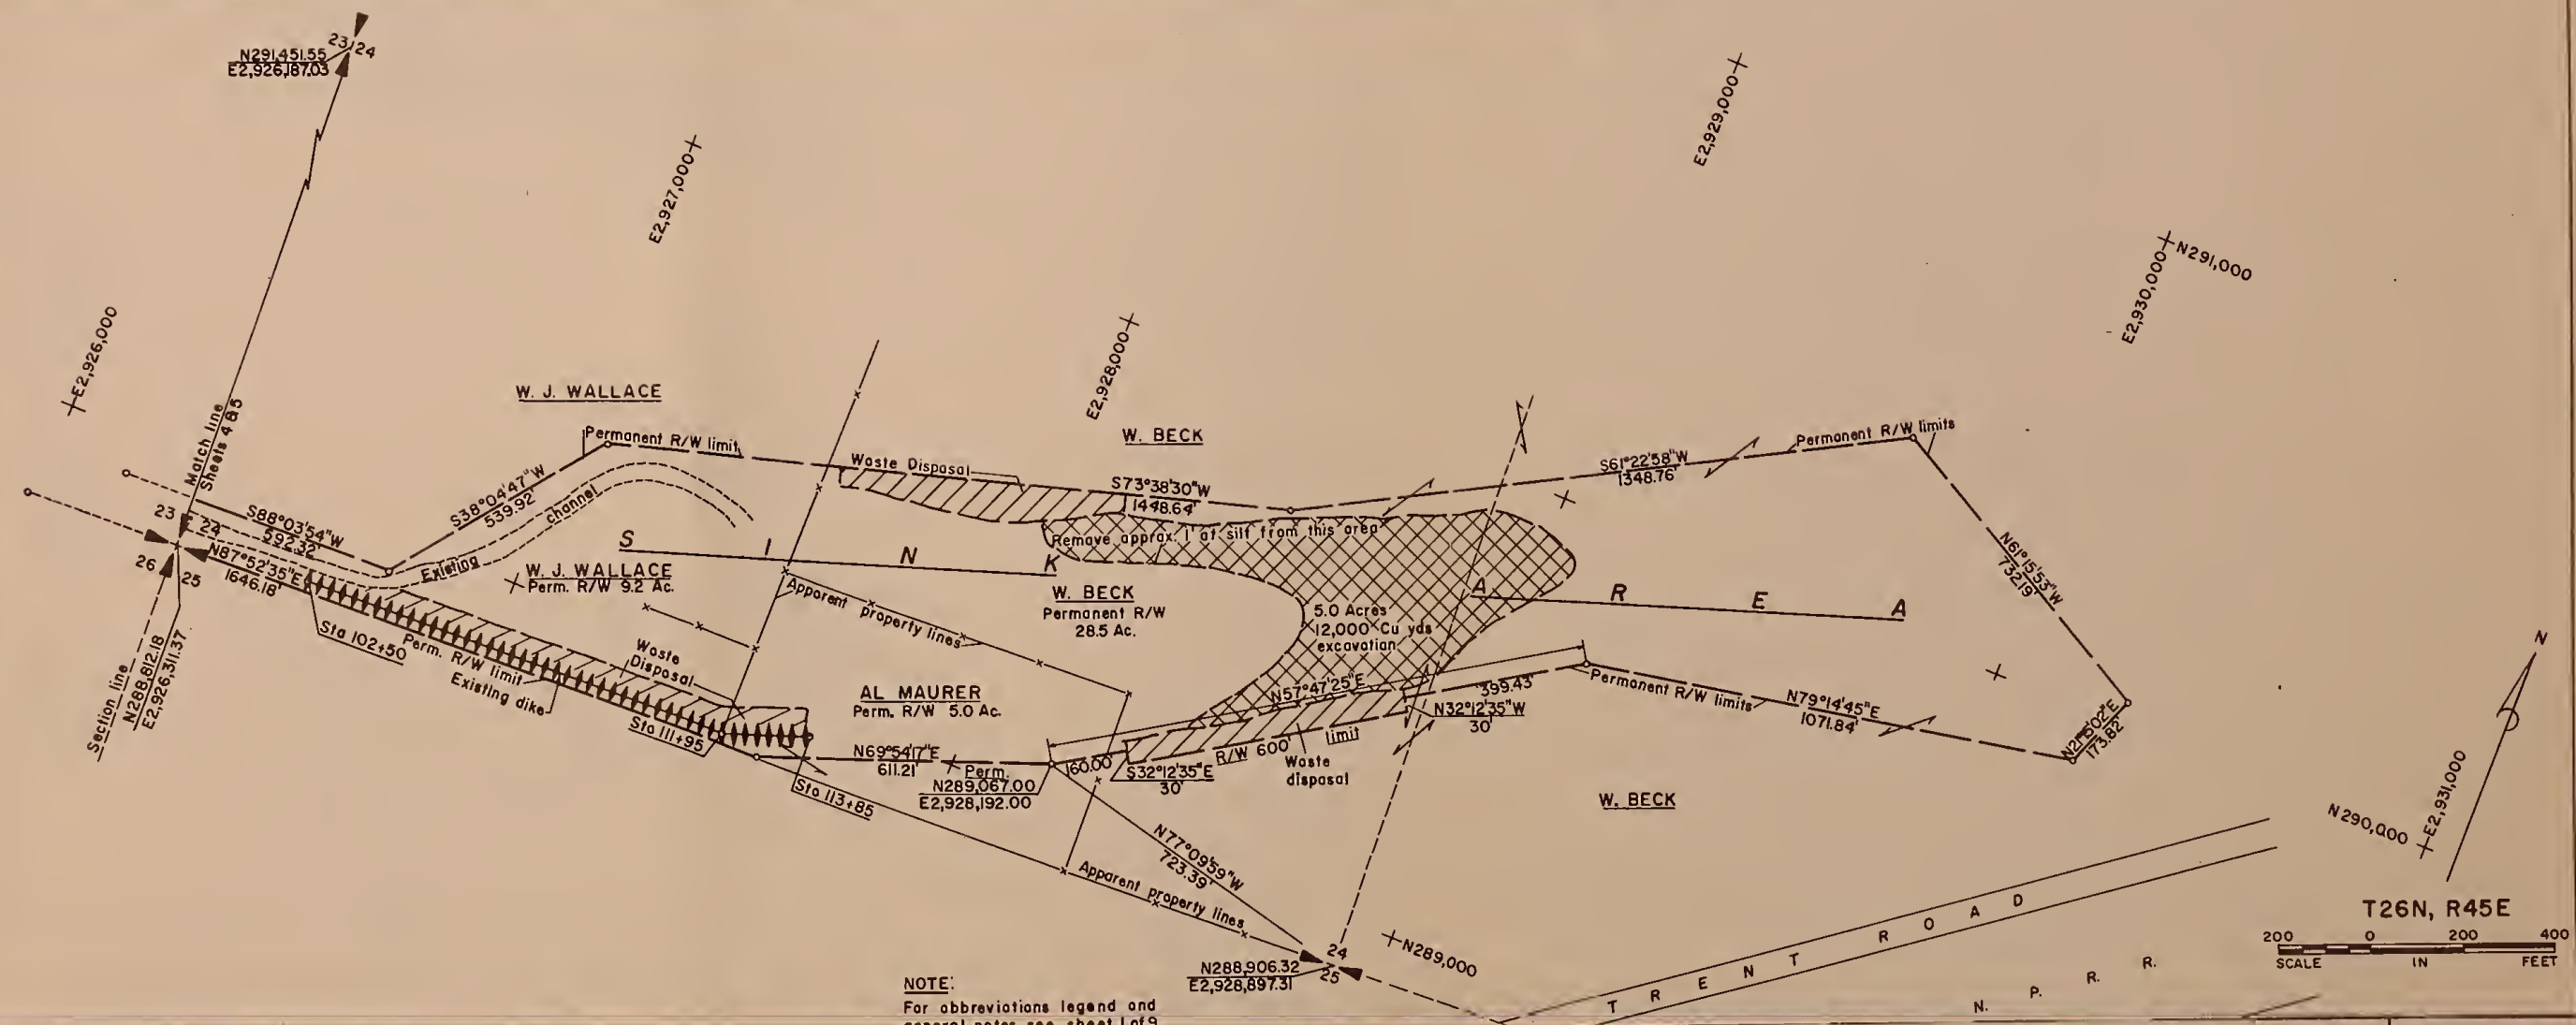 23 24
N291,451.55
E2,926,187.03
E2,929,000
E2,927,000
N291,000
E2,930,000
E2,926,000
E2,928,000
Match line
Sheets 4 & 5
W. J. WALLACE
W. BECK
Permanent R/W limit
Permanent R/W limits
Waste Disposal
S73°38'30"W
1448.64'
S61°22'58"W
1348.76'
S38°04'47"W
539.92'
channel
Existing
23 24
S88°03'54"W
592.32'
N87°52'35"E
1646.18'
26 25
Remove approx. 1' of silt from this area
S I N K A R E A
N61°15'53"W
732.19'
W. J. WALLACE
Perm. R/W 9.2 Ac.
Apparent property lines
W. BECK
Permanent R/W
28.5 Ac.
5.0 Acres
12,000 Cu yds
excavation
Section line
N288,812.18
E2,926,311.37
Sta 102+50
Perm. R/W limit
Existing dike
Waste
Disposal
Sta 111+95
AL MAURER
Perm. R/W 5.0 Ac.
N57°47'25"E
399.43'
Permanent R/W limits
N79°14'45"E
1071.84'
N32°12'35"W
30'
173.82'
N69°54'17"E
611.21'
Perm.
160.00'
R/W 600'
limit
N289,067.00
E2,928,192.00
S32°12'35"E
30'
Waste
disposal
Sta 113+85
W. BECK
N77°09'59"W
723.39'
Apparent property lines
N
E2,931,000
N290,000
T26N, R45E
200 0 200 400
SCALE IN FEET
24
25
N289,000
N288,906.32
E2,928,897.31
TRENT ROAD
N. P. R. R.
NOTE:
For abbreviations legend and
general notes see sheet 1 of 9